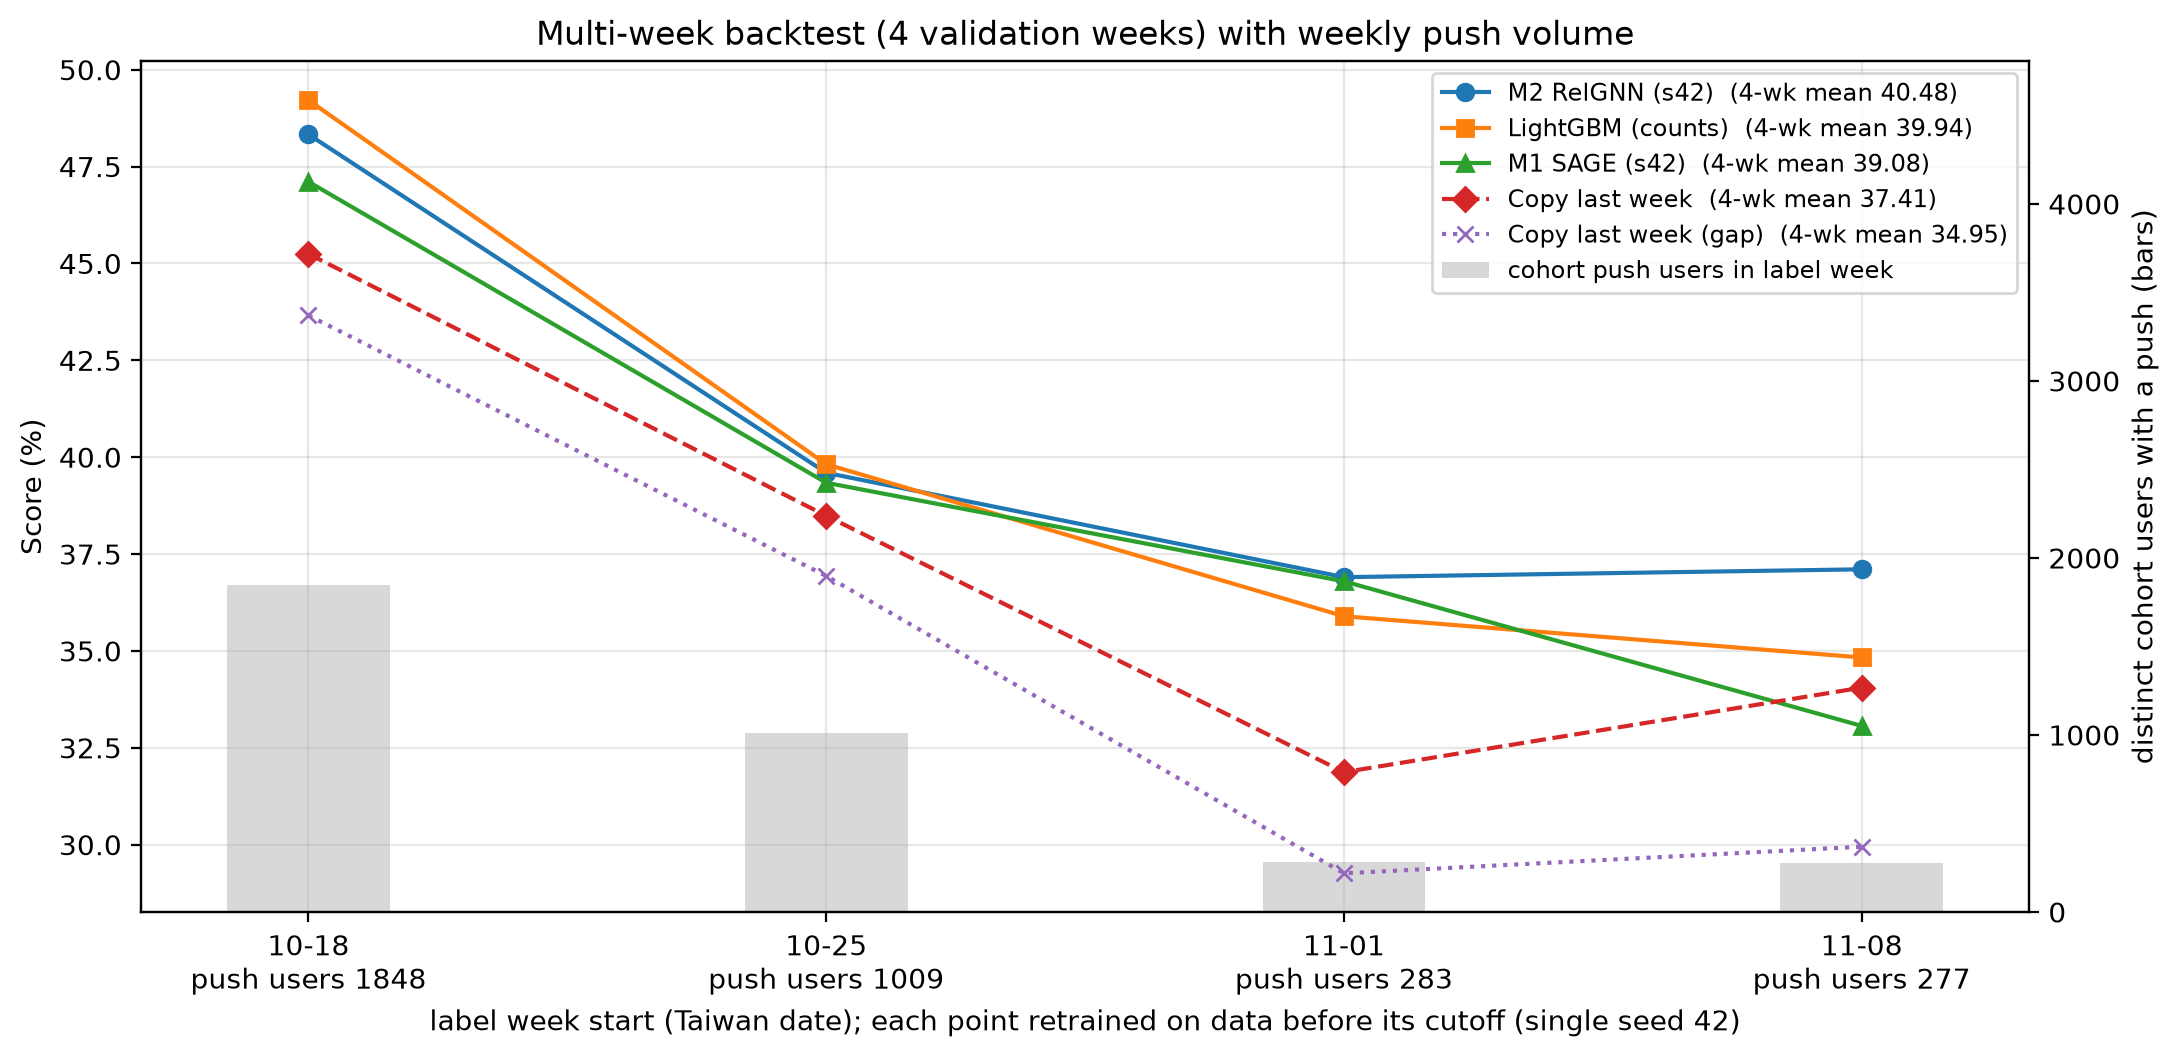 Multi-week backtest (4 validation weeks) with weekly push volume
M2 RelGNN (s42)  (4-wk mean 40.48)
LightGBM (counts)  (4-wk mean 39.94)
M1 SAGE (s42)  (4-wk mean 39.08)
Copy last week  (4-wk mean 37.41)
Copy last week (gap)  (4-wk mean 34.95)
cohort push users in label week
Score (%)
50.0
47.5
45.0
42.5
40.0
37.5
35.0
32.5
30.0
4000
3000
2000
1000
0
distinct cohort users with a push (bars)
10-18
push users 1848
10-25
push users 1009
11-01
push users 283
11-08
push users 277
label week start (Taiwan date); each point retrained on data before its cutoff (single seed 42)